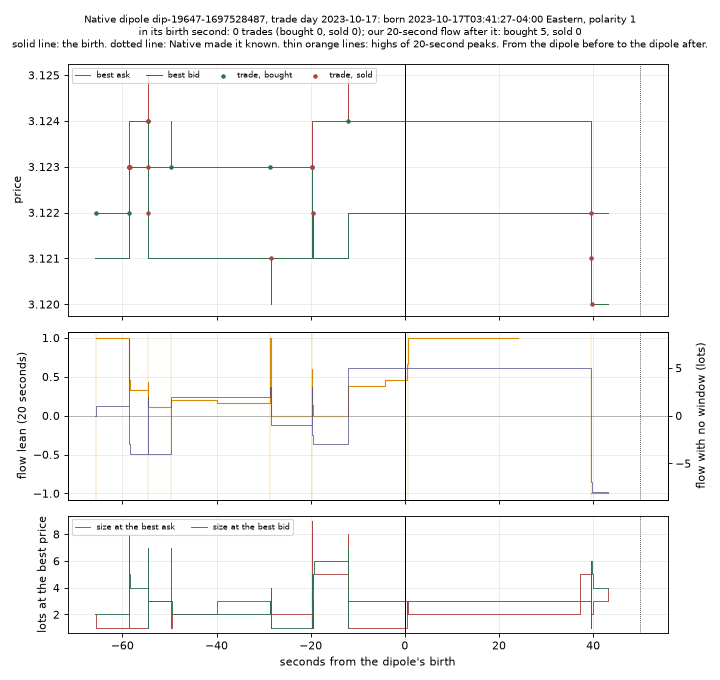 Native dipole dip-19647-1697528487, trade day 2023-10-17: born 2023-10-17T03:41:27-04:00 Eastern, polarity 1
in its birth second: 0 trades (bought 0, sold 0); our 20-second flow after it: bought 5, sold 0
solid line: the birth. dotted line: Native made it known. thin orange lines: highs of 20-second peaks. From the dipole before to the dipole after.
best ask best bid trade, bought trade, sold
3.125
3.124
3.123
3.122
3.121
3.120
price
1.0
0.5
0.0
−0.5
−1.0
flow lean (20 seconds)
5
0
−5
flow with no window (lots)
size at the best ask size at the best bid
8
6
4
2
lots at the best price
−60 −40 −20 0 20 40
seconds from the dipole's birth